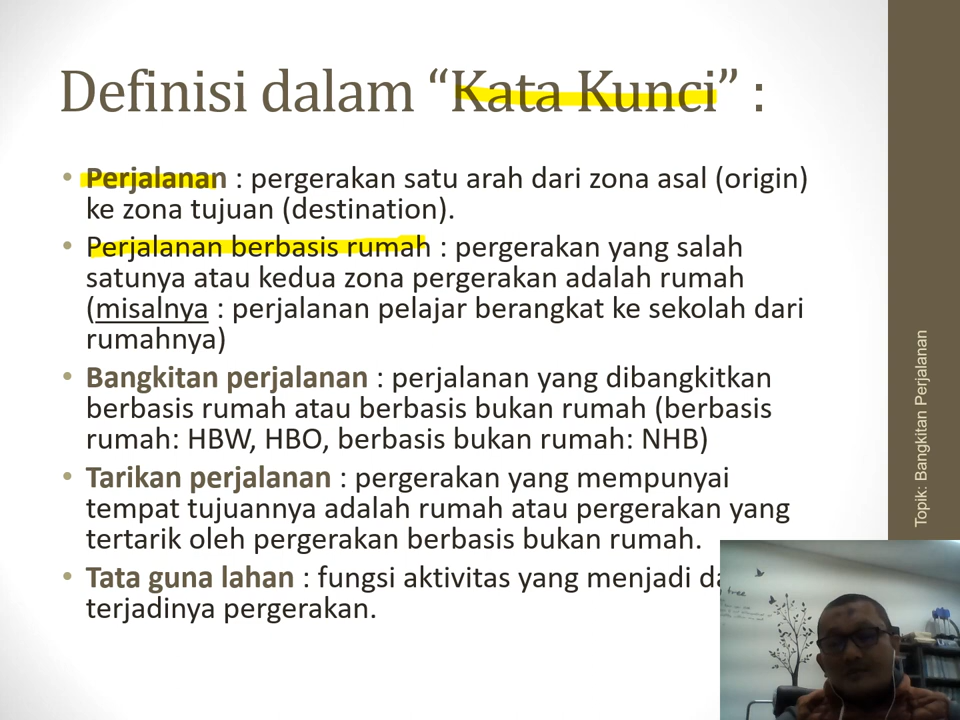 Definisi dalam “Kata Kunci” :
• Perjalanan : pergerakan satu arah dari zona asal (origin)
ke zona tujuan (destination).
• Perjalanan berbasis rumah : pergerakan yang salah
satunya atau kedua zona pergerakan adalah rumah
(misalnya : perjalanan pelajar berangkat ke sekolah dari
rumahnya)
• Bangkitan perjalanan : perjalanan yang dibangkitkan
berbasis rumah atau berbasis bukan rumah (berbasis
rumah: HBW, HBO, berbasis bukan rumah: NHB)
• Tarikan perjalanan : pergerakan yang mempunyai
tempat tujuannya adalah rumah atau pergerakan yang
tertarik oleh pergerakan berbasis bukan rumah.
• Tata guna lahan : fungsi aktivitas yang menjadi
terjadinya pergerakan.
Topik: Bangkitan Perjalanan
tree